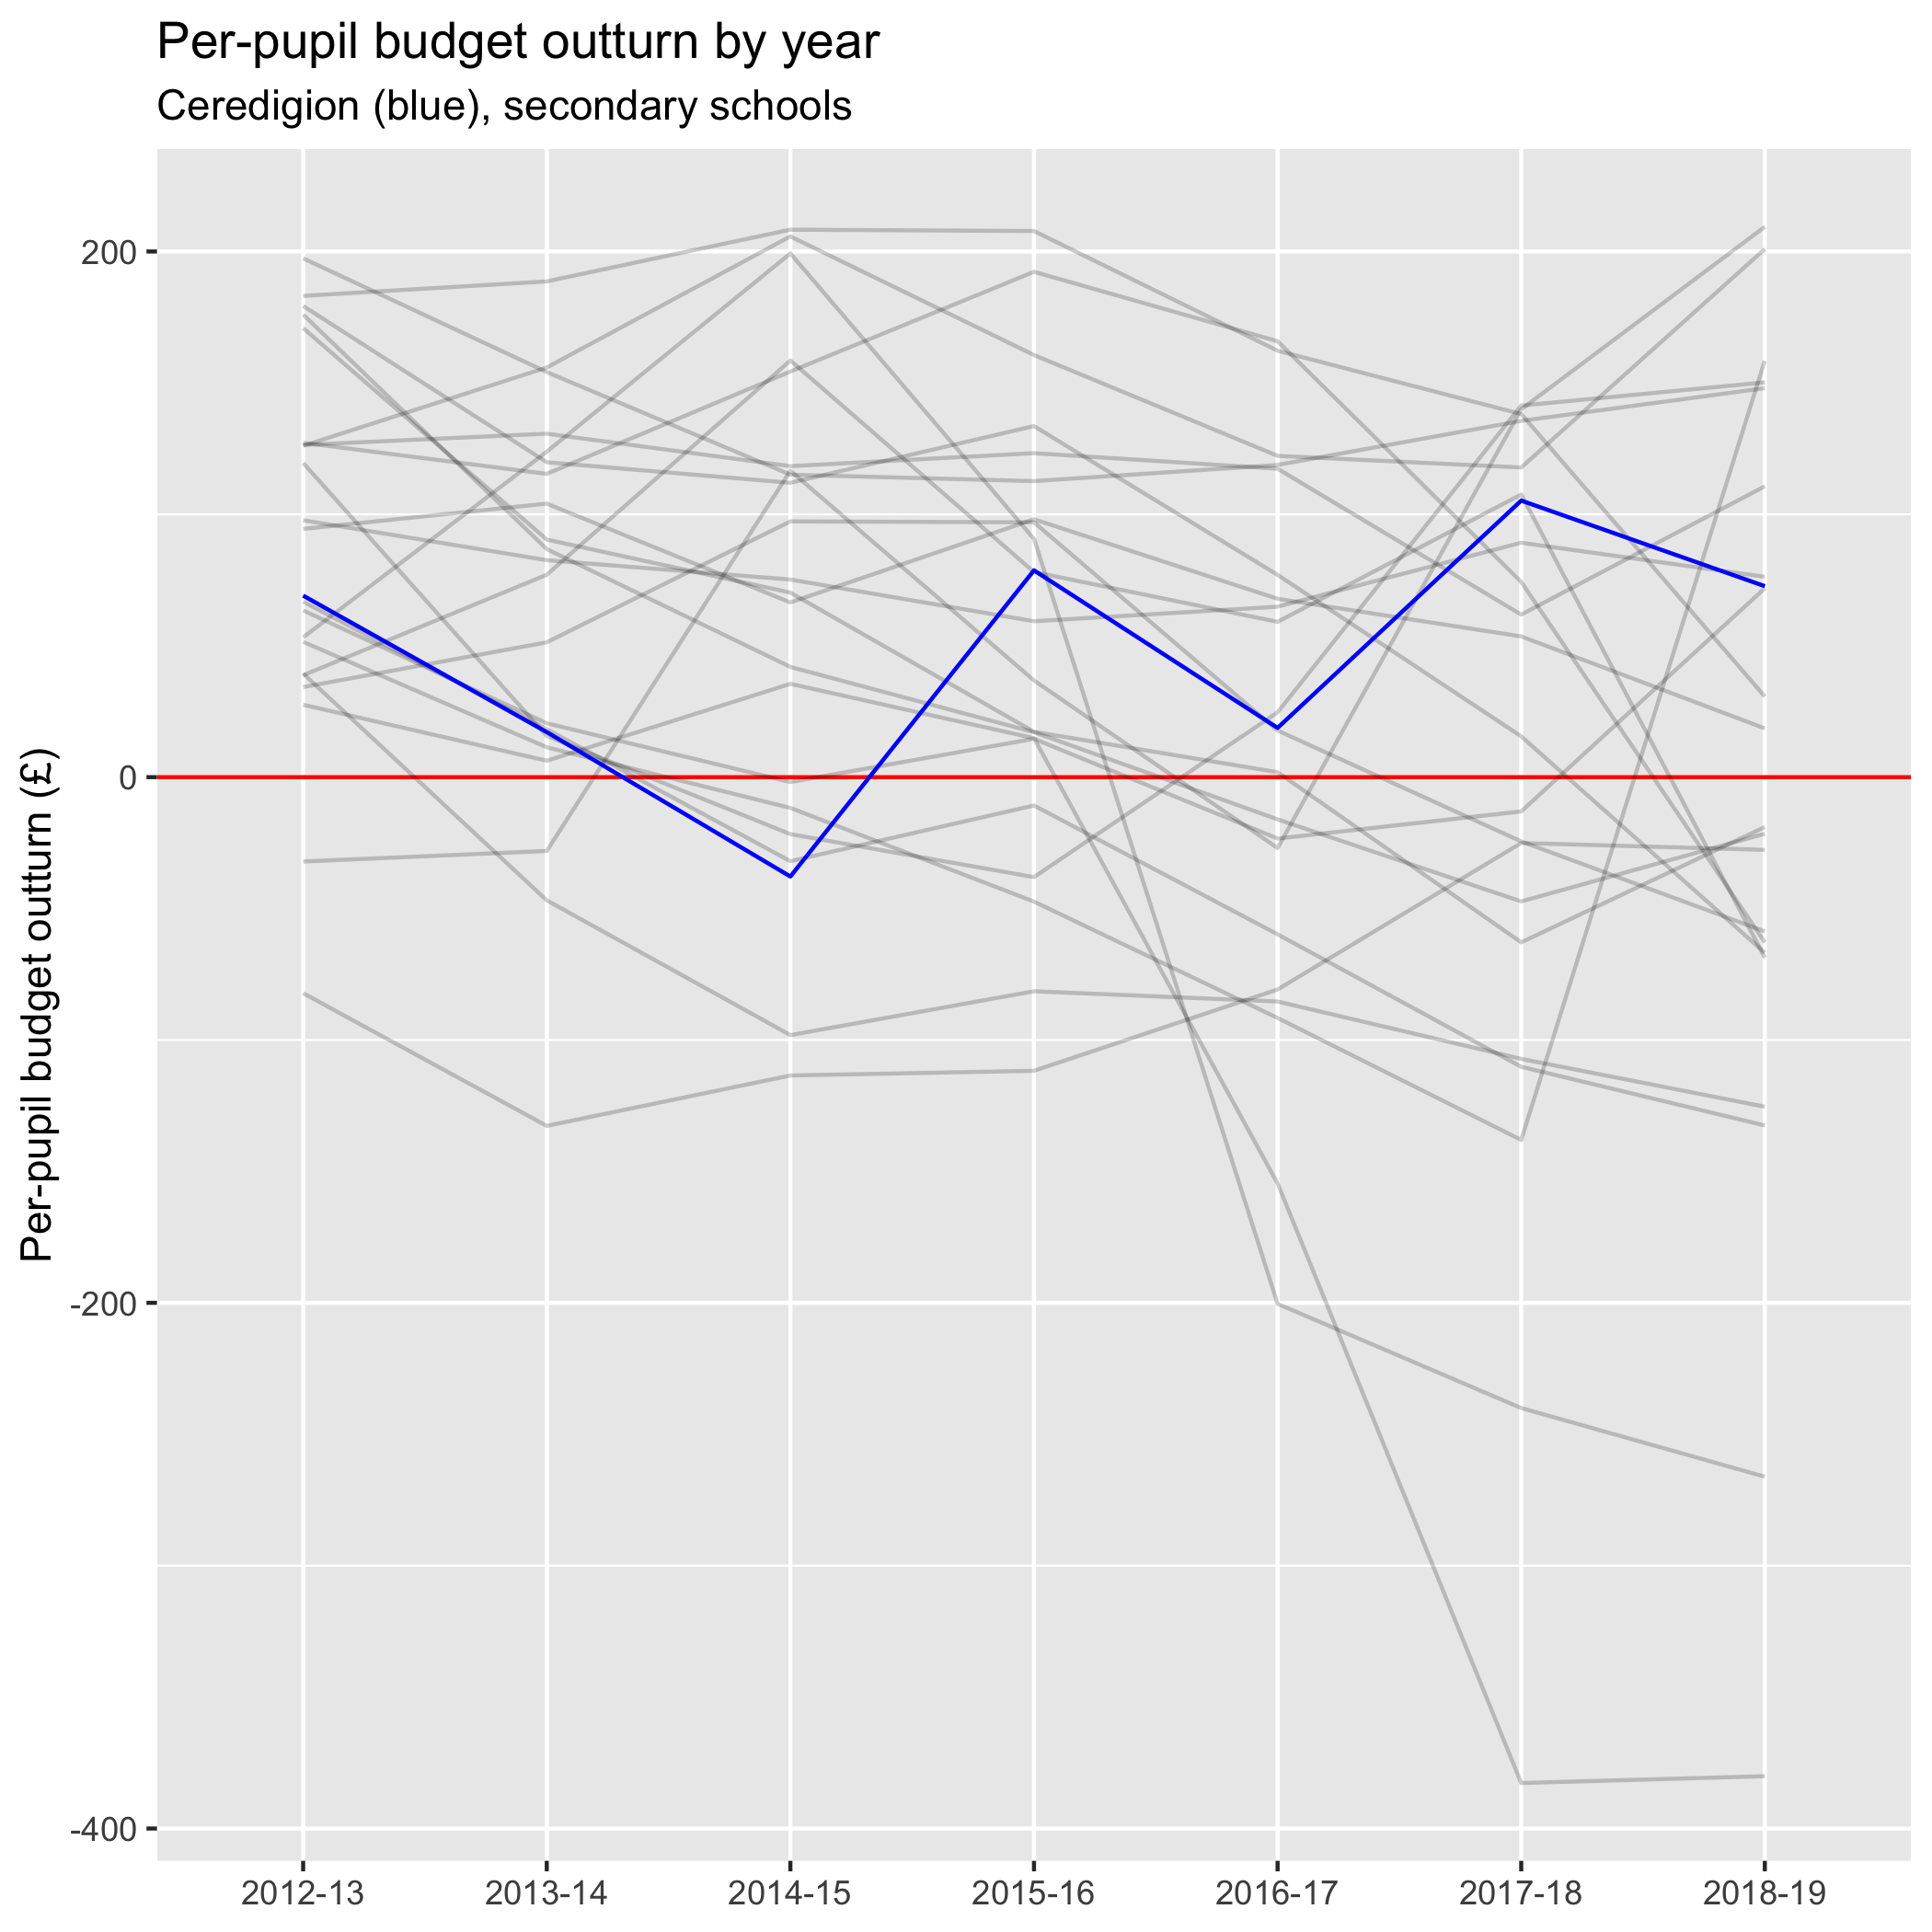 Per-pupil budget outturn by year
Ceredigion (blue), secondary schools
Per-pupil budget outturn (£)
200
0
-200
-400
2012-13 2013-14 2014-15 2015-16 2016-17 2017-18 2018-19